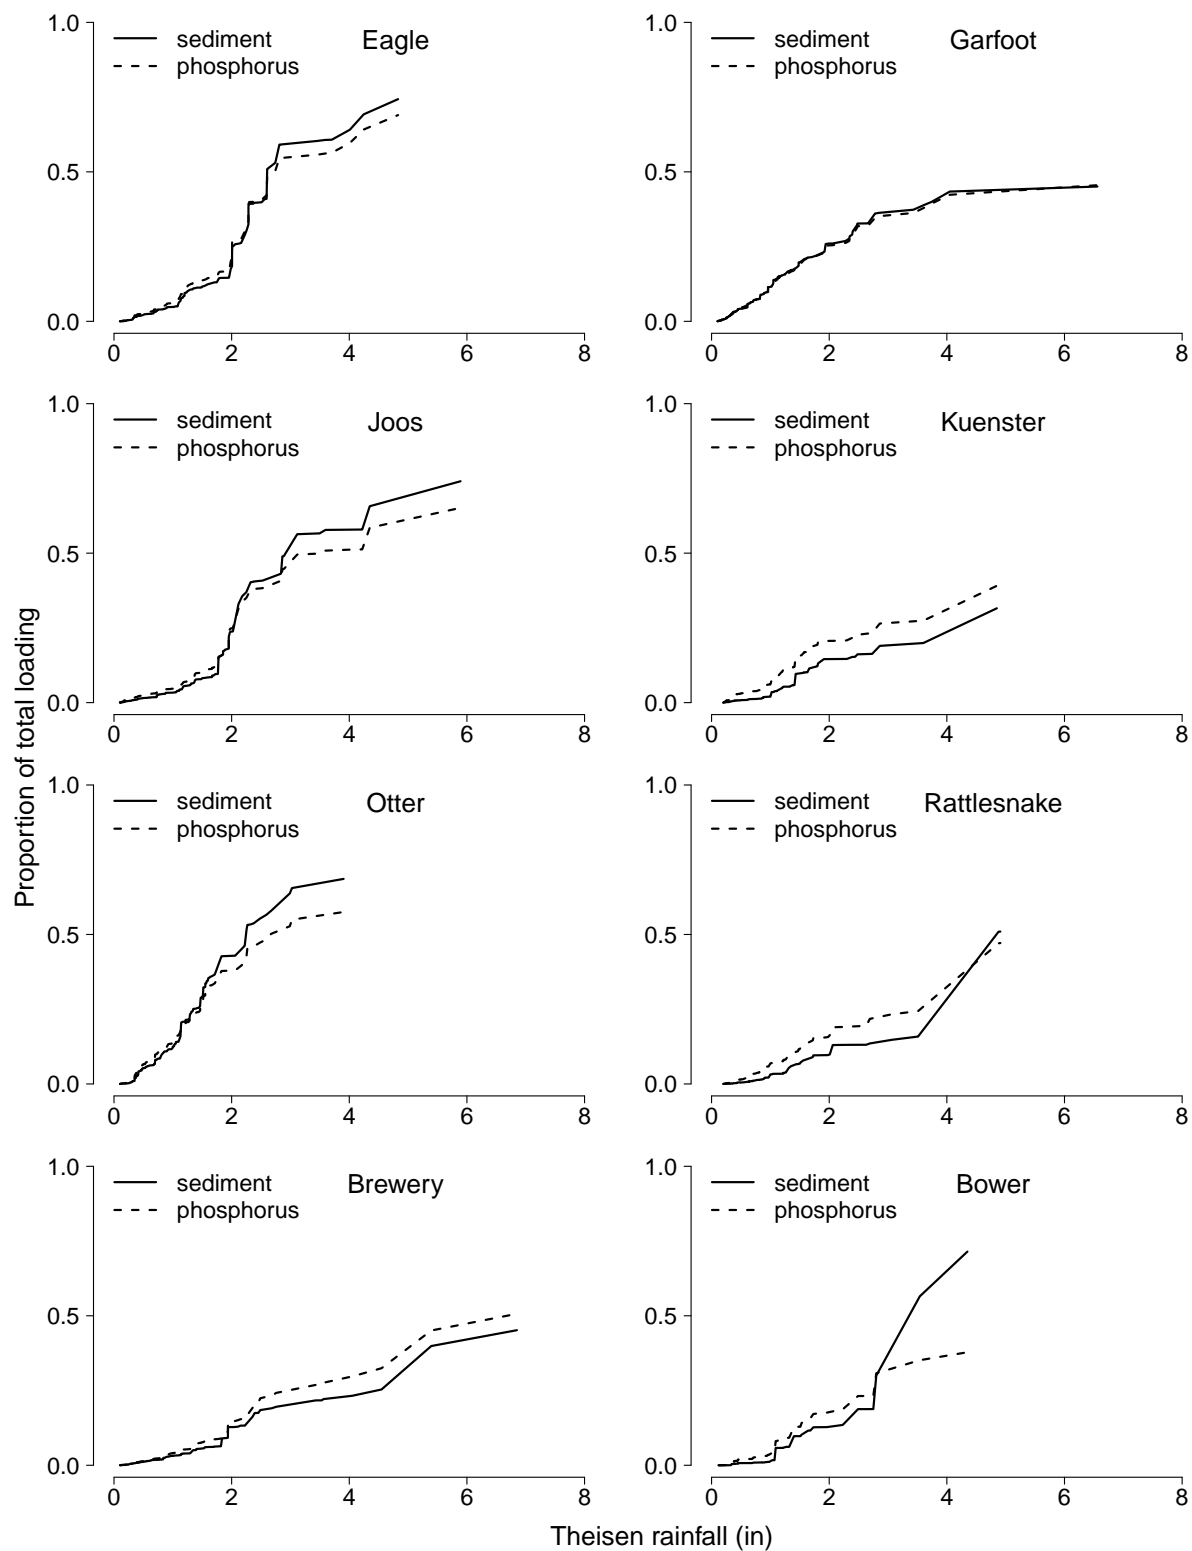 1.0
sediment Eagle
phosphorus
0.5
0.0
0 2 4 6 8
1.0
sediment Garfoot
phosphorus
0.5
0.0
0 2 4 6 8
1.0
sediment Joos
phosphorus
0.5
0.0
0 2 4 6 8
1.0
sediment Kuenster
phosphorus
0.5
0.0
0 2 4 6 8
Proportion of total loading
1.0
sediment Otter
phosphorus
0.5
0.0
0 2 4 6 8
1.0
sediment Rattlesnake
phosphorus
0.5
0.0
0 2 4 6 8
1.0
sediment Brewery
phosphorus
0.5
0.0
0 2 4 6 8
1.0
sediment Bower
phosphorus
0.5
0.0
0 2 4 6 8
Theisen rainfall (in)